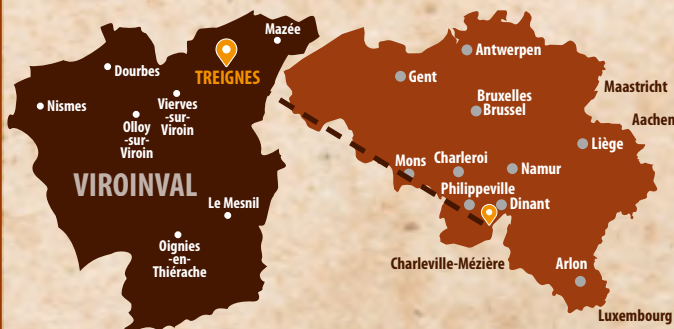 Mazée
TREIGNES
Dourbes
Nismes
Vierves
-sur-
Viroin
Olloy
-sur-
Viroin
VIROINVAL
Le Mesnil
Oignies
-en-
Thiérache
Antwerpen
Gent
Maastricht
Bruxelles
Brussel
Aachen
Liège
Mons
Charleroi
Namur
Philippeville
Dinant
Charleville-Mézière
Arlon
Luxembourg